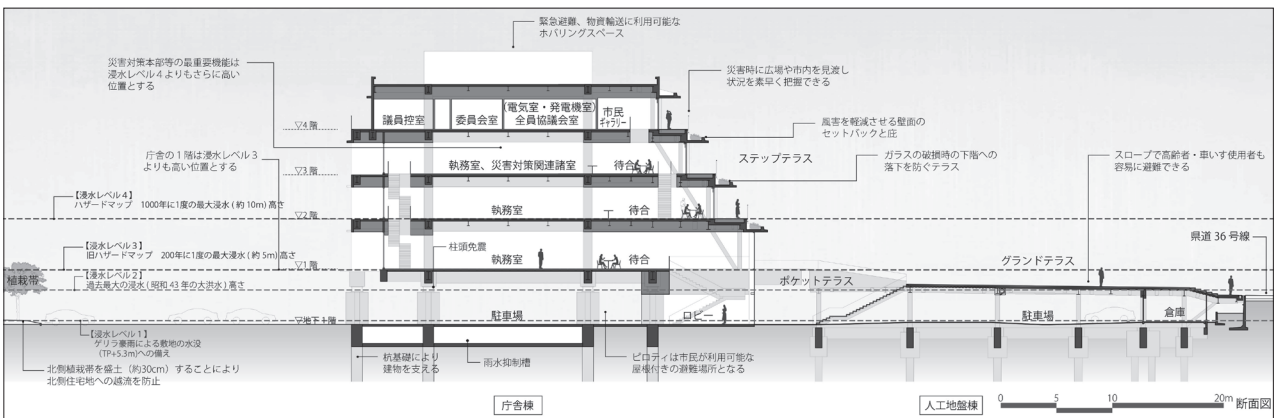 緊急避難、物資輸送に利用可能な
ホバリングスペース
災害対策本部等の最重要機能は
浸水レベル4よりもさらに高い
位置とする
災害時に広場や市内を見渡し
状況を素早く把握できる
議員控室
委員会室
(電気室・発電機室)
全員協議会室
市民
ギャラリー
▽4階
風害を軽減させる壁面の
セットバックと庇
庁舎の1階は浸水レベル3
よりも高い位置とする
執務室、災害対策関連諸室
待合
ステップテラス
ガラスの破損時の下階への
落下を防ぐテラス
スロープで高齢者・車いす使用者も
容易に避難できる
▽3階
【浸水レベル4】
ハザードマップ 1000年に1度の最大浸水(約10m)高さ
執務室
待合
▽2階
【浸水レベル3】
旧ハザードマップ 200年に1度の最大浸水(約5m)高さ
柱頭免震
執務室
待合
県道36号線
グランドテラス
▽1階
植栽帯
【浸水レベル2】
過去最大の浸水(昭和43年の大洪水)高さ
ポケットテラス
駐車場
ロビー
駐車場
倉庫
▽地下1階
【浸水レベル1】
ゲリラ豪雨による敷地の水没
(TP+5.3m)への備え
北側植栽帯を盛土(約30cm)することにより
北側住宅地への越流を防止
杭基礎により
建物を支える
雨水抑制槽
ピロティは市民が利用可能な
屋根付きの避難場所となる
庁舎棟
人工地盤棟
0 5 10 20m
断面図